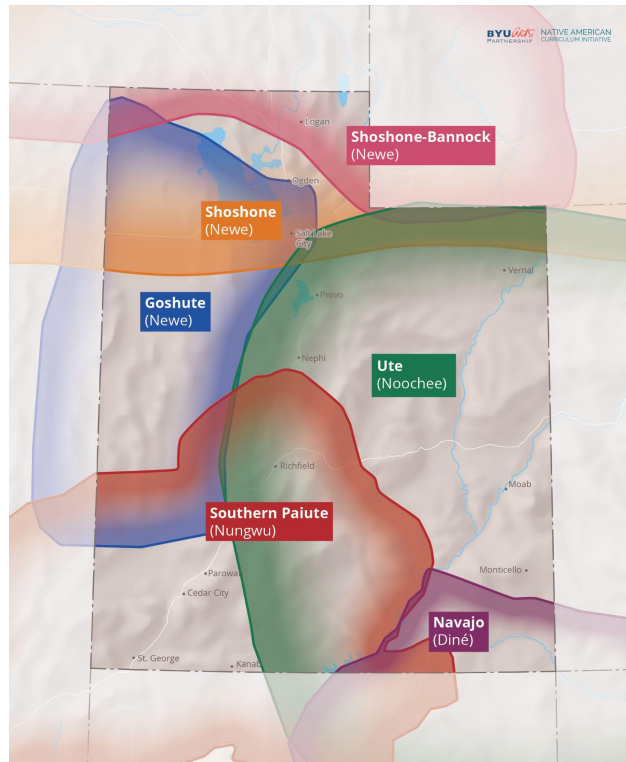 BYU Arts NATIVE AMERICAN
PARTNERSHIP CURRICULUM INITIATIVE
Logan
Shoshone-Bannock
(Newe)
Ogden
Shoshone
(Newe)
Salt Lake
City
Vernal
Goshute
(Newe)
Provo
Nephi
Ute
(Noochee)
Richfield
Moab
Southern Paiute
(Nungwu)
Parowan
Monticello
Cedar City
Navajo
(Diné)
St. George
Kanab